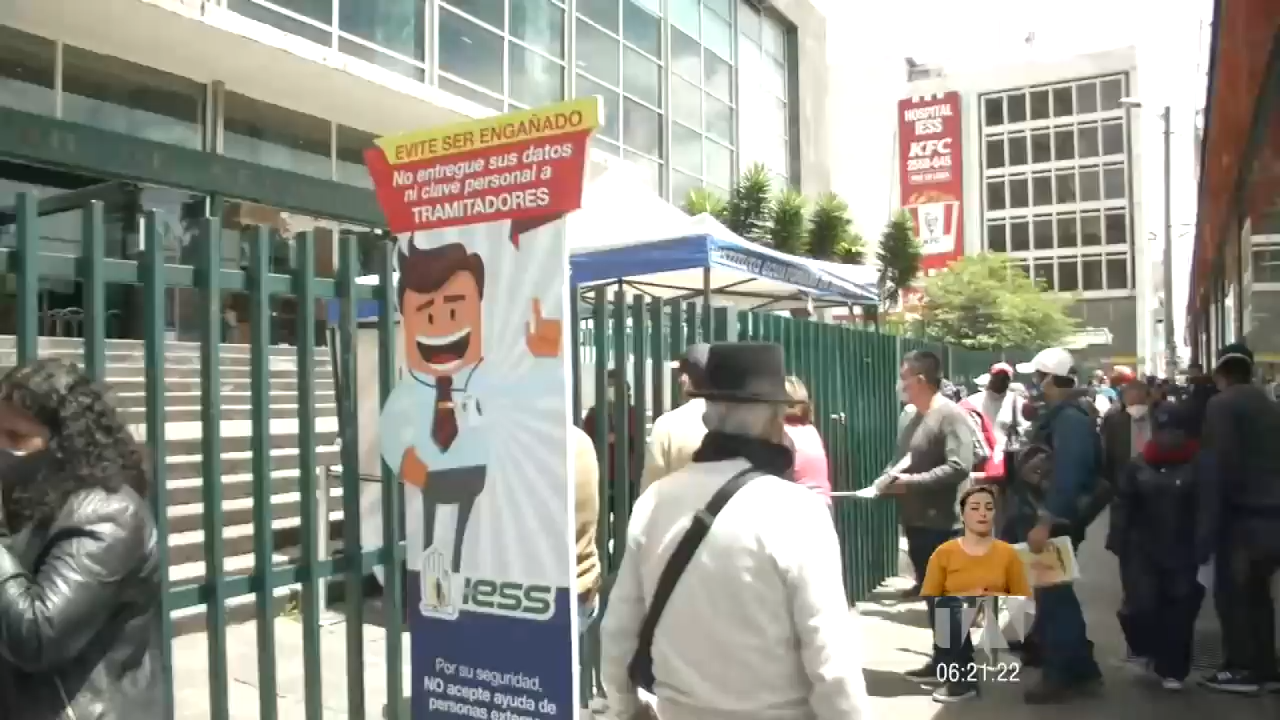 EVITE SER ENGAÑADO
No entregue sus datos
ni clave personal a
TRAMITADORES
HOSPITAL
IESS
KFC
KFC
IESS
Por su seguridad,
NO acepte ayuda de
personas
06:21:22